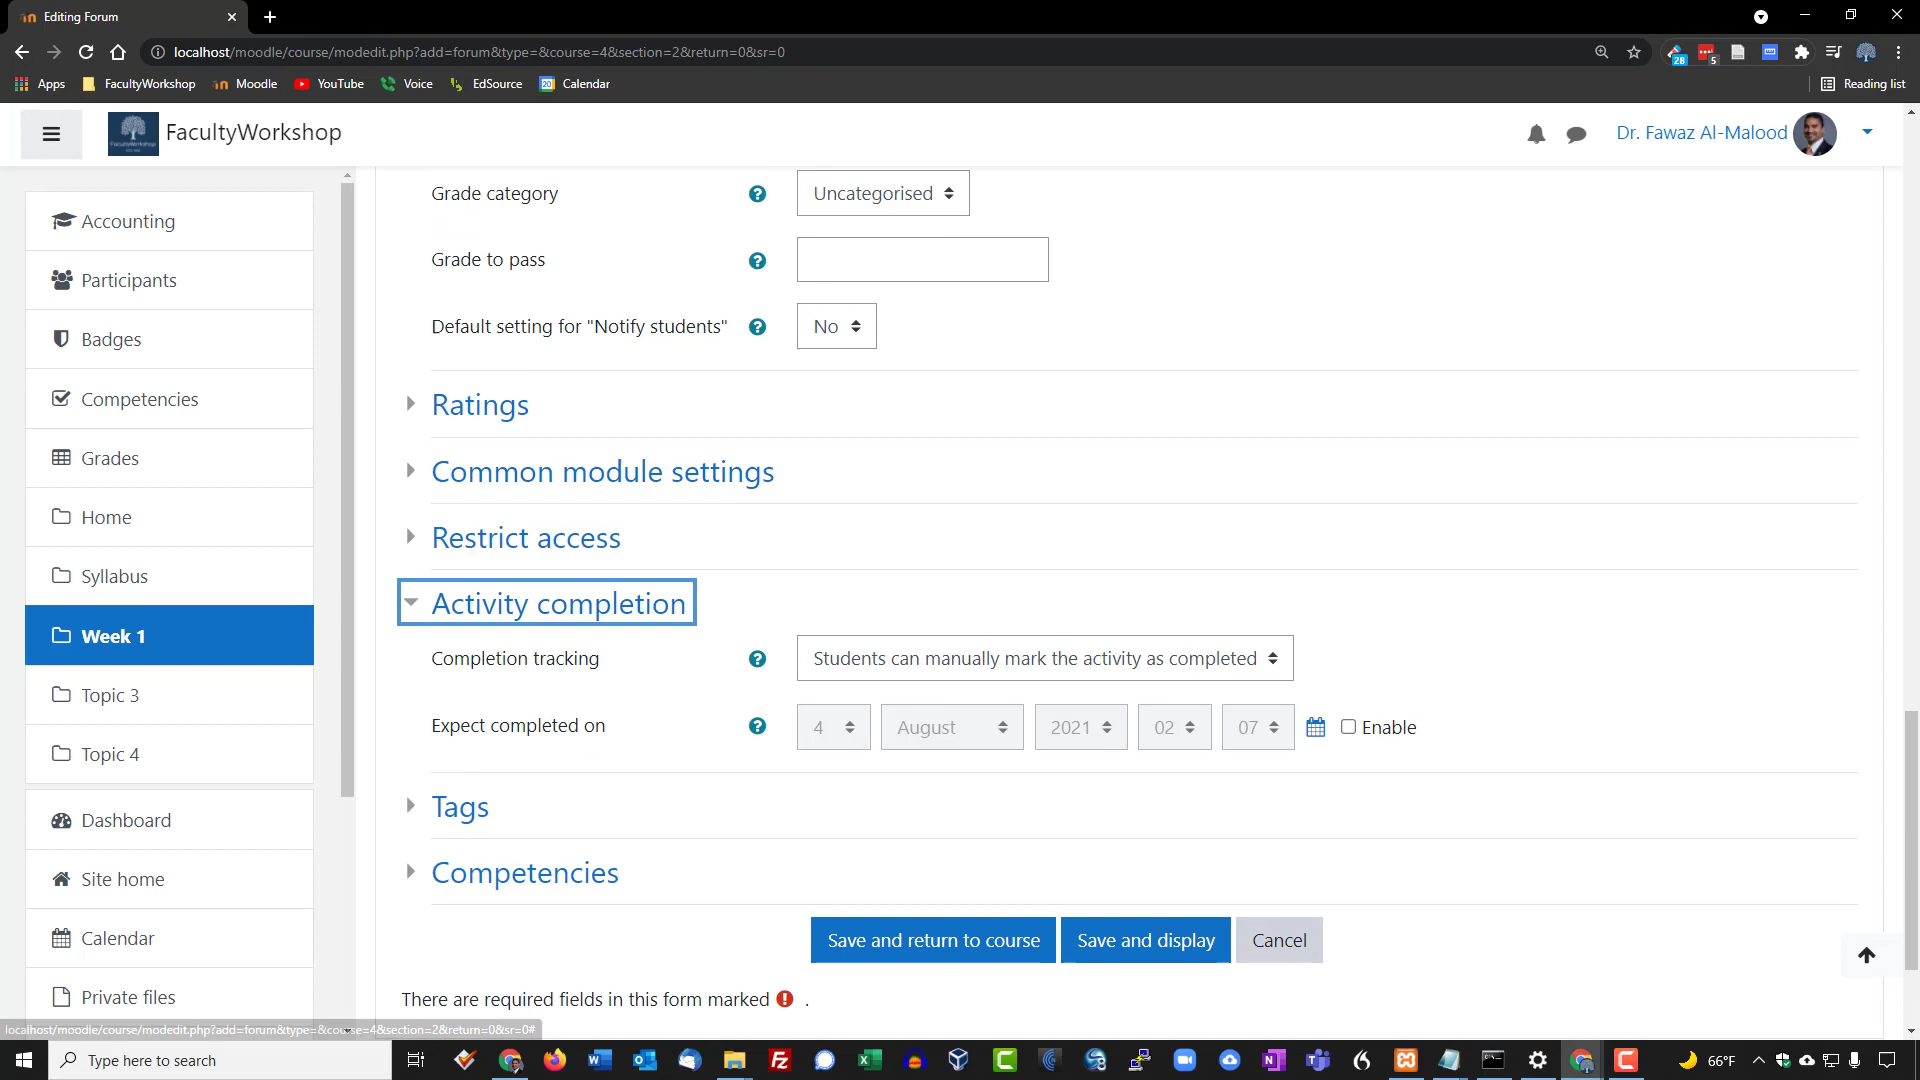 Editing Forum
localhost/moodle/course/modedit.php?add=forum&type=&course=4&section=2&return=0&sr=0
28
5
Apps
FacultyWorkshop
Moodle
YouTube
Voice
EdSource
20
Calendar
Reading list
FacultyWorkshop
Dr. Fawaz Al-Malood
Accounting
Participants
Badges
Competencies
Grades
Home
Syllabus
Week 1
Topic 3
Topic 4
Dashboard
Site home
Calendar
Private files
Grade category
Uncategorised
Grade to pass
Default setting for "Notify students"
No
Ratings
Common module settings
Restrict access
Activity completion
Completion tracking
Students can manually mark the activity as completed
Expect completed on
4 August 2021 02 07 Enable
Tags
Competencies
Save and return to course
Save and display
Cancel
There are required fields in this form marked .
localhost/moodle/course/modedit.php?add=forum&type=&course=4&section=2&return=0&sr=0#
Type here to search
66°F